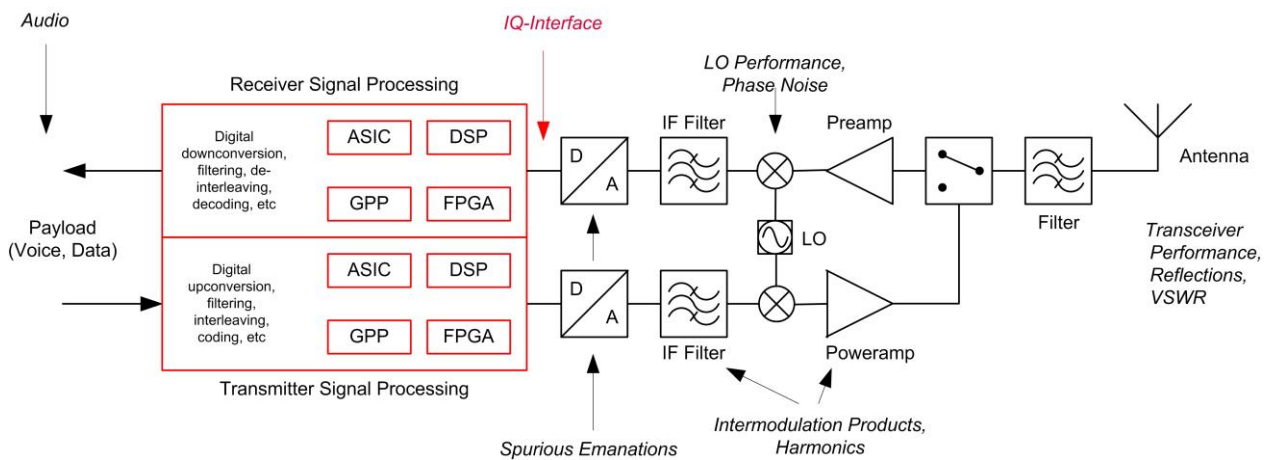 Audio
IQ-Interface
LO Performance,
Phase Noise
Receiver Signal Processing
Digital
downconversion,
filtering, de-
interleaving,
decoding, etc
ASIC
DSP
GPP
FPGA
D
A
IF Filter
Preamp
Antenna
Filter
LO
Payload
(Voice, Data)
Transceiver
Performance,
Reflections,
VSWR
Digital
upconversion,
filtering,
interleaving,
coding, etc
ASIC
DSP
GPP
FPGA
D
A
IF Filter
Poweramp
Transmitter Signal Processing
Spurious Emanations
Intermodulation Products,
Harmonics